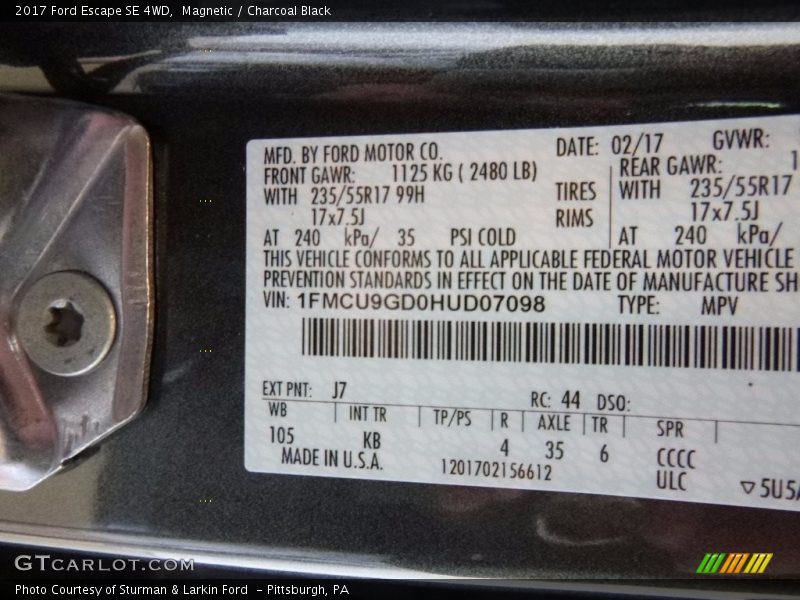 2017 Ford Escape SE 4WD, Magnetic / Charcoal Black
MFD. BY FORD MOTOR CO. DATE: 02/17 GVWR:
FRONT GAWR: 1125 KG ( 2480 LB) REAR GAWR: 1
WITH 235/55R17 99H TIRES WITH 235/55R17
17x7.5J RIMS 17x7.5J
AT 240 kPa/ 35 PSI COLD AT 240 kPa/
THIS VEHICLE CONFORMS TO ALL APPLICABLE FEDERAL MOTOR VEHICLE
PREVENTION STANDARDS IN EFFECT ON THE DATE OF MANUFACTURE SH
VIN: 1FMCU9GD0HUD07098 TYPE: MPV
EXT PNT: J7 RC: 44 DSO:
WB INT TR TP/PS R AXLE TR SPR
105 KB 4 35 6 CCCC
MADE IN U.S.A. 1201702156612 ULC ▽5U5A
GTCARLOT.COM
Photo Courtesy of Sturman & Larkin Ford - Pittsburgh, PA